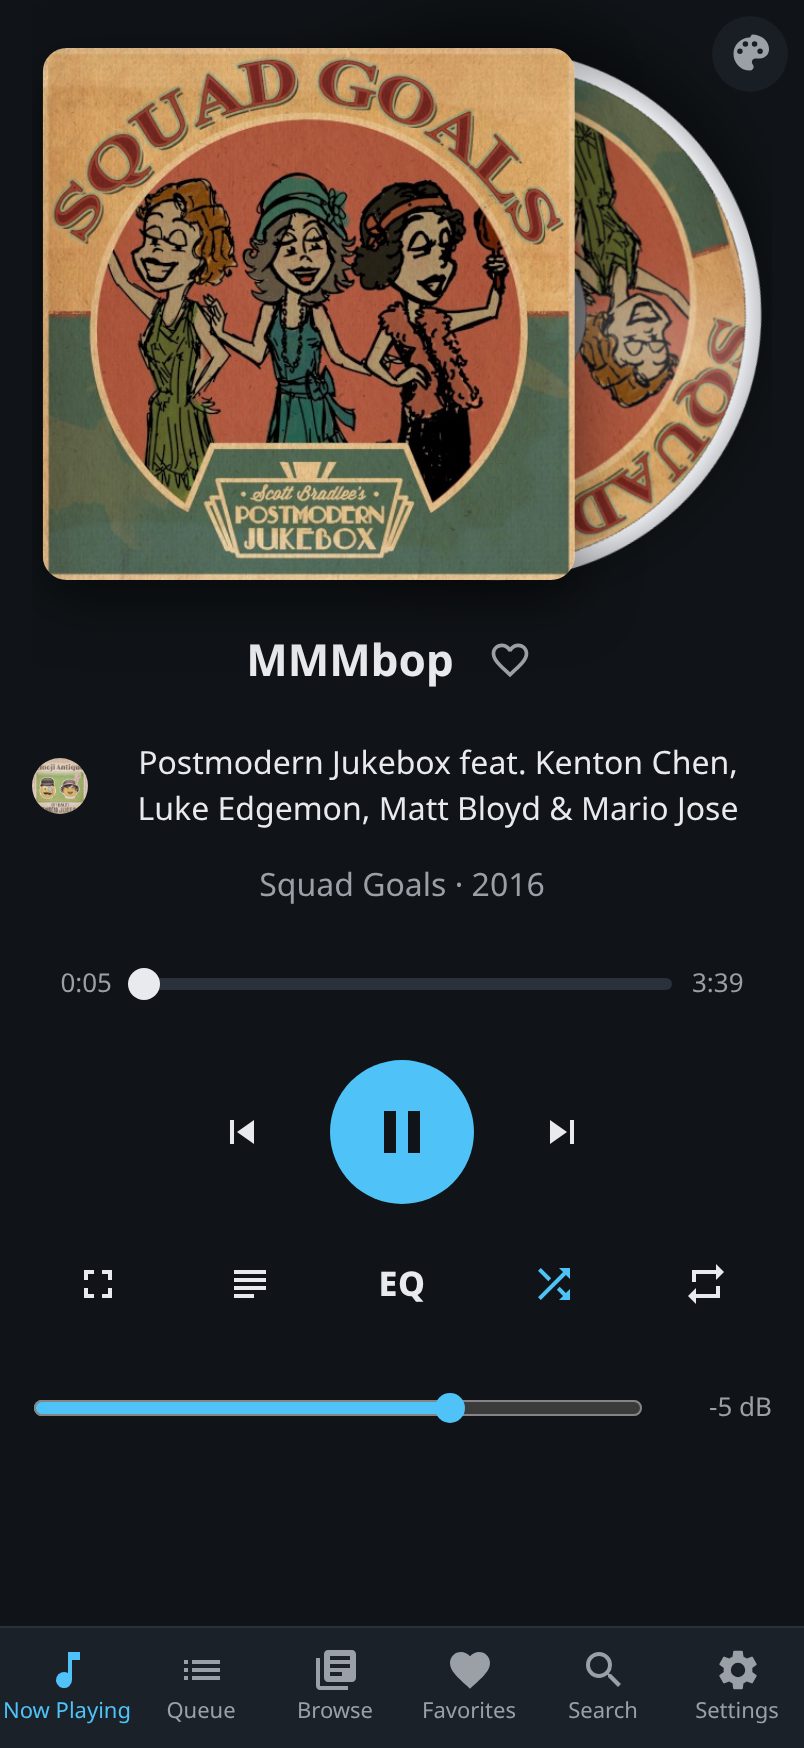 SQUAD GOALS
Scott Bradlee's
POSTMODERN
JUKEBOX
SQUAD
MMMbop
Postmodern Jukebox feat. Kenton Chen,
Luke Edgemon, Matt Bloyd & Mario Jose
Squad Goals · 2016
0:05
3:39
EQ
-5 dB
Now Playing
Queue
Browse
Favorites
Search
Settings